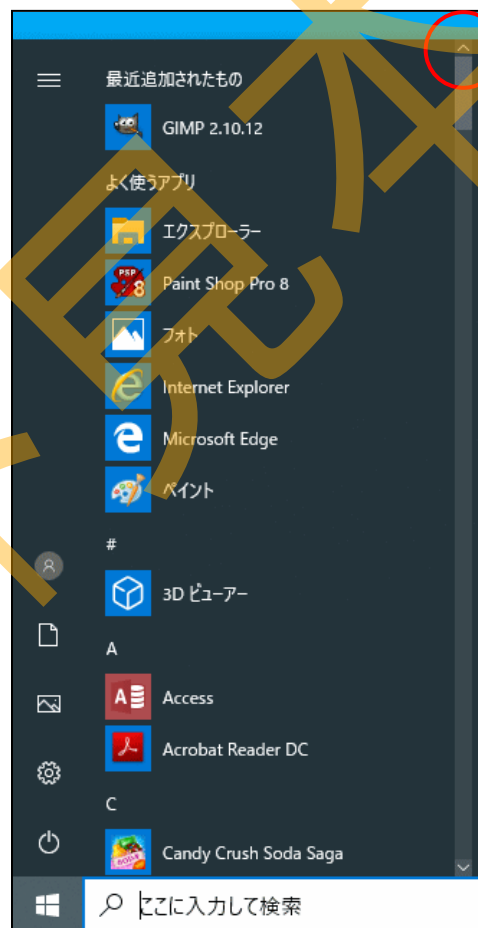 最近追加されたもの
GIMP 2.10.12
よく使うアプリ
エクスプローラー
Paint Shop Pro 8
フォト
Internet Explorer
Microsoft Edge
ペイント
#
3D ビューアー
A
Access
Acrobat Reader DC
C
Candy Crush Soda Saga
ここに入力して検索